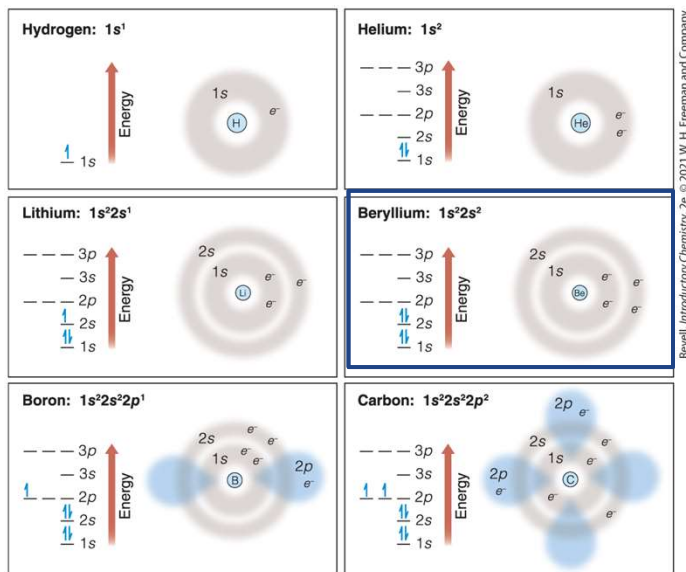 Hydrogen: 1s¹
Energy
1s
1s
H
e⁻
Helium: 1s²
3p
3s
2p
2s
1s
Energy
1s
He
e⁻
e⁻
Lithium: 1s²2s¹
3p
3s
2p
2s
1s
Energy
2s
1s
Li
e⁻
e⁻
e⁻
Beryllium: 1s²2s²
3p
3s
2p
2s
1s
Energy
2s
1s
Be
e⁻
e⁻
e⁻
e⁻
Boron: 1s²2s²2p¹
3p
3s
2p
2s
1s
Energy
2s
1s
B
e⁻
e⁻
e⁻
e⁻
2p
e⁻
Carbon: 1s²2s²2p²
3p
3s
2p
2s
1s
Energy
2p
e⁻
2s
1s
C
e⁻
e⁻
e⁻
e⁻
2p
e⁻
Revell, Introductory Chemistry, 2e, © 2021 W. H. Freeman and Company